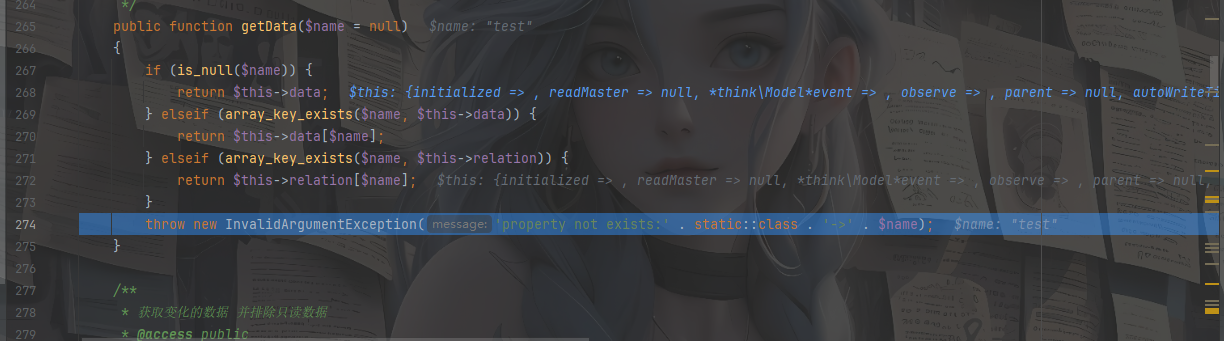 264 */
265 public function getData($name = null) $name: "test"
266 {
267 if (is_null($name)) {
268 return $this->data; $this: {initialized => , readMaster => null, *think\Model*event => , observe => , parent => null, autoWriteTi
269 } elseif (array_key_exists($name, $this->data)) {
270 return $this->data[$name];
271 } elseif (array_key_exists($name, $this->relation)) {
272 return $this->relation[$name]; $this: {initialized => , readMaster => null, *think\Model*event => , observe => , parent => null,
273 }
274 throw new InvalidArgumentException( message: 'property not exists:' . static::class . '->' . $name); $name: "test"
275 }
276
277 /**
278 * 获取变化的数据 并排除只读数据
279 * @access public